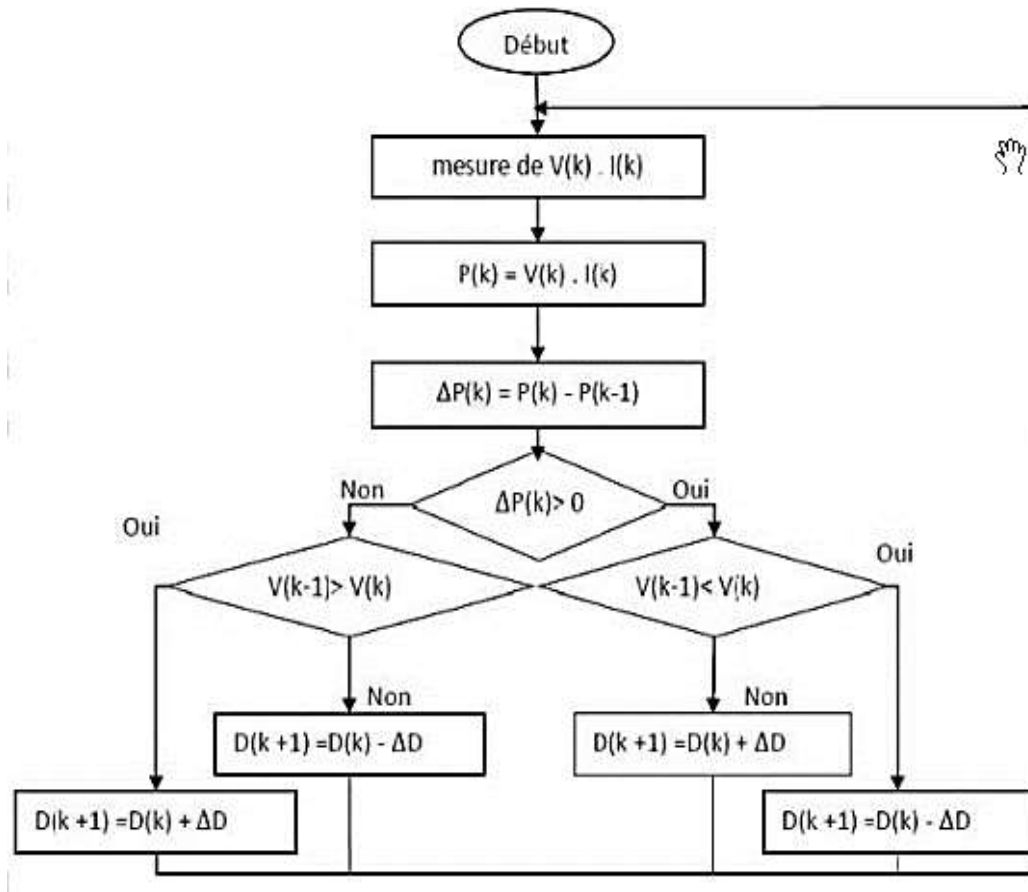 Début
mesure de V(k) . I(k)
P(k) = V(k) . I(k)
ΔP(k) = P(k) - P(k-1)
Non
ΔP(k)> 0
Oui
Oui
V(k-1)> V(k)
V(k-1)< V(k)
Oui
Non
Non
D(k +1) =D(k) - ΔD
D(k +1) =D(k) + ΔD
D(k +1) =D(k) + ΔD
D(k +1) =D(k) - ΔD